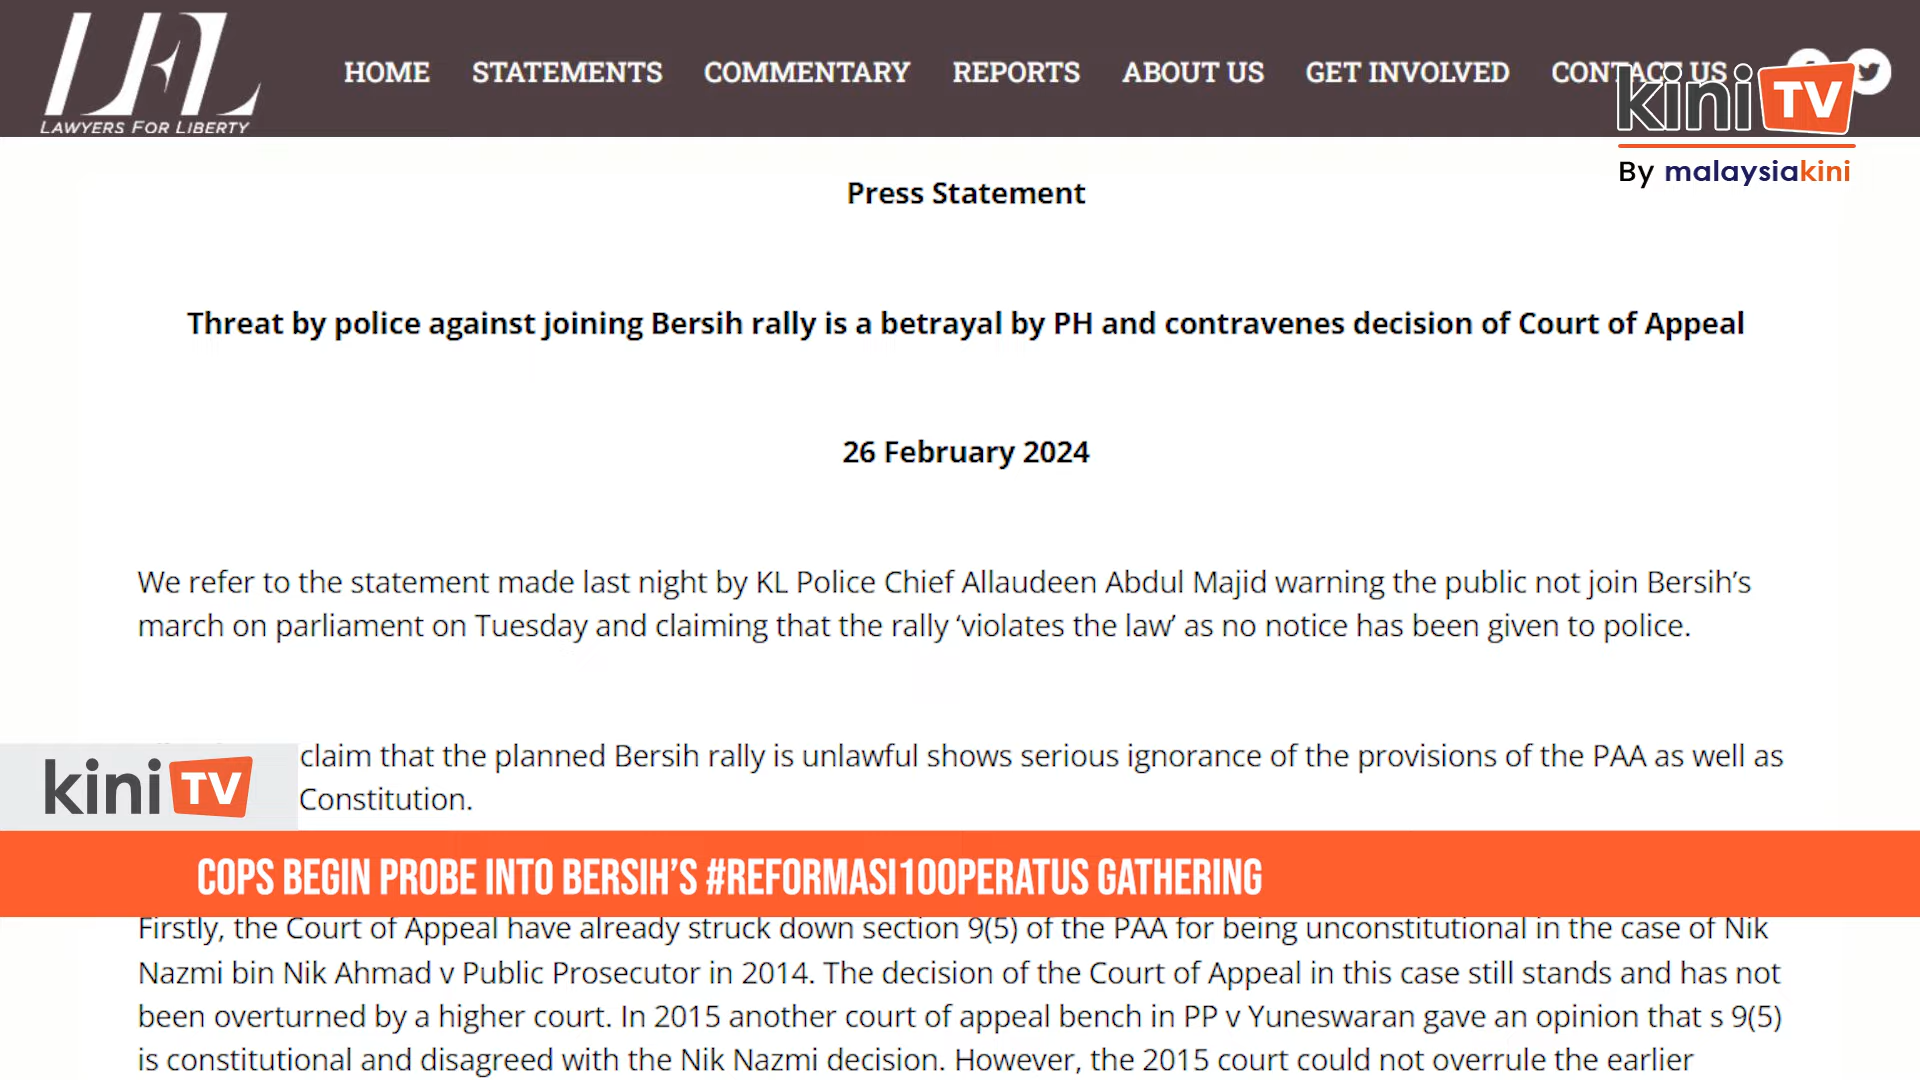 LFL
LAWYERS FOR LIBERTY
HOME STATEMENTS COMMENTARY REPORTS ABOUT US GET INVOLVED CONTACT US
kini TV
By malaysiakini
Press Statement
Threat by police against joining Bersih rally is a betrayal by PH and contravenes decision of Court of Appeal
26 February 2024
We refer to the statement made last night by KL Police Chief Allaudeen Abdul Majid warning the public not join Bersih’s
march on parliament on Tuesday and claiming that the rally ‘violates the law’ as no notice has been given to police.
claim that the planned Bersih rally is unlawful shows serious ignorance of the provisions of the PAA as well as
Constitution.
kini TV
COPS BEGIN PROBE INTO BERSIH’S #REFORMASI100PERATUS GATHERING
Firstly, the Court of Appeal have already struck down section 9(5) of the PAA for being unconstitutional in the case of Nik
Nazmi bin Nik Ahmad v Public Prosecutor in 2014. The decision of the Court of Appeal in this case still stands and has not
been overturned by a higher court. In 2015 another court of appeal bench in PP v Yuneswaran gave an opinion that s 9(5)
is constitutional and disagreed with the Nik Nazmi decision. However, the 2015 court could not overrule the earlier